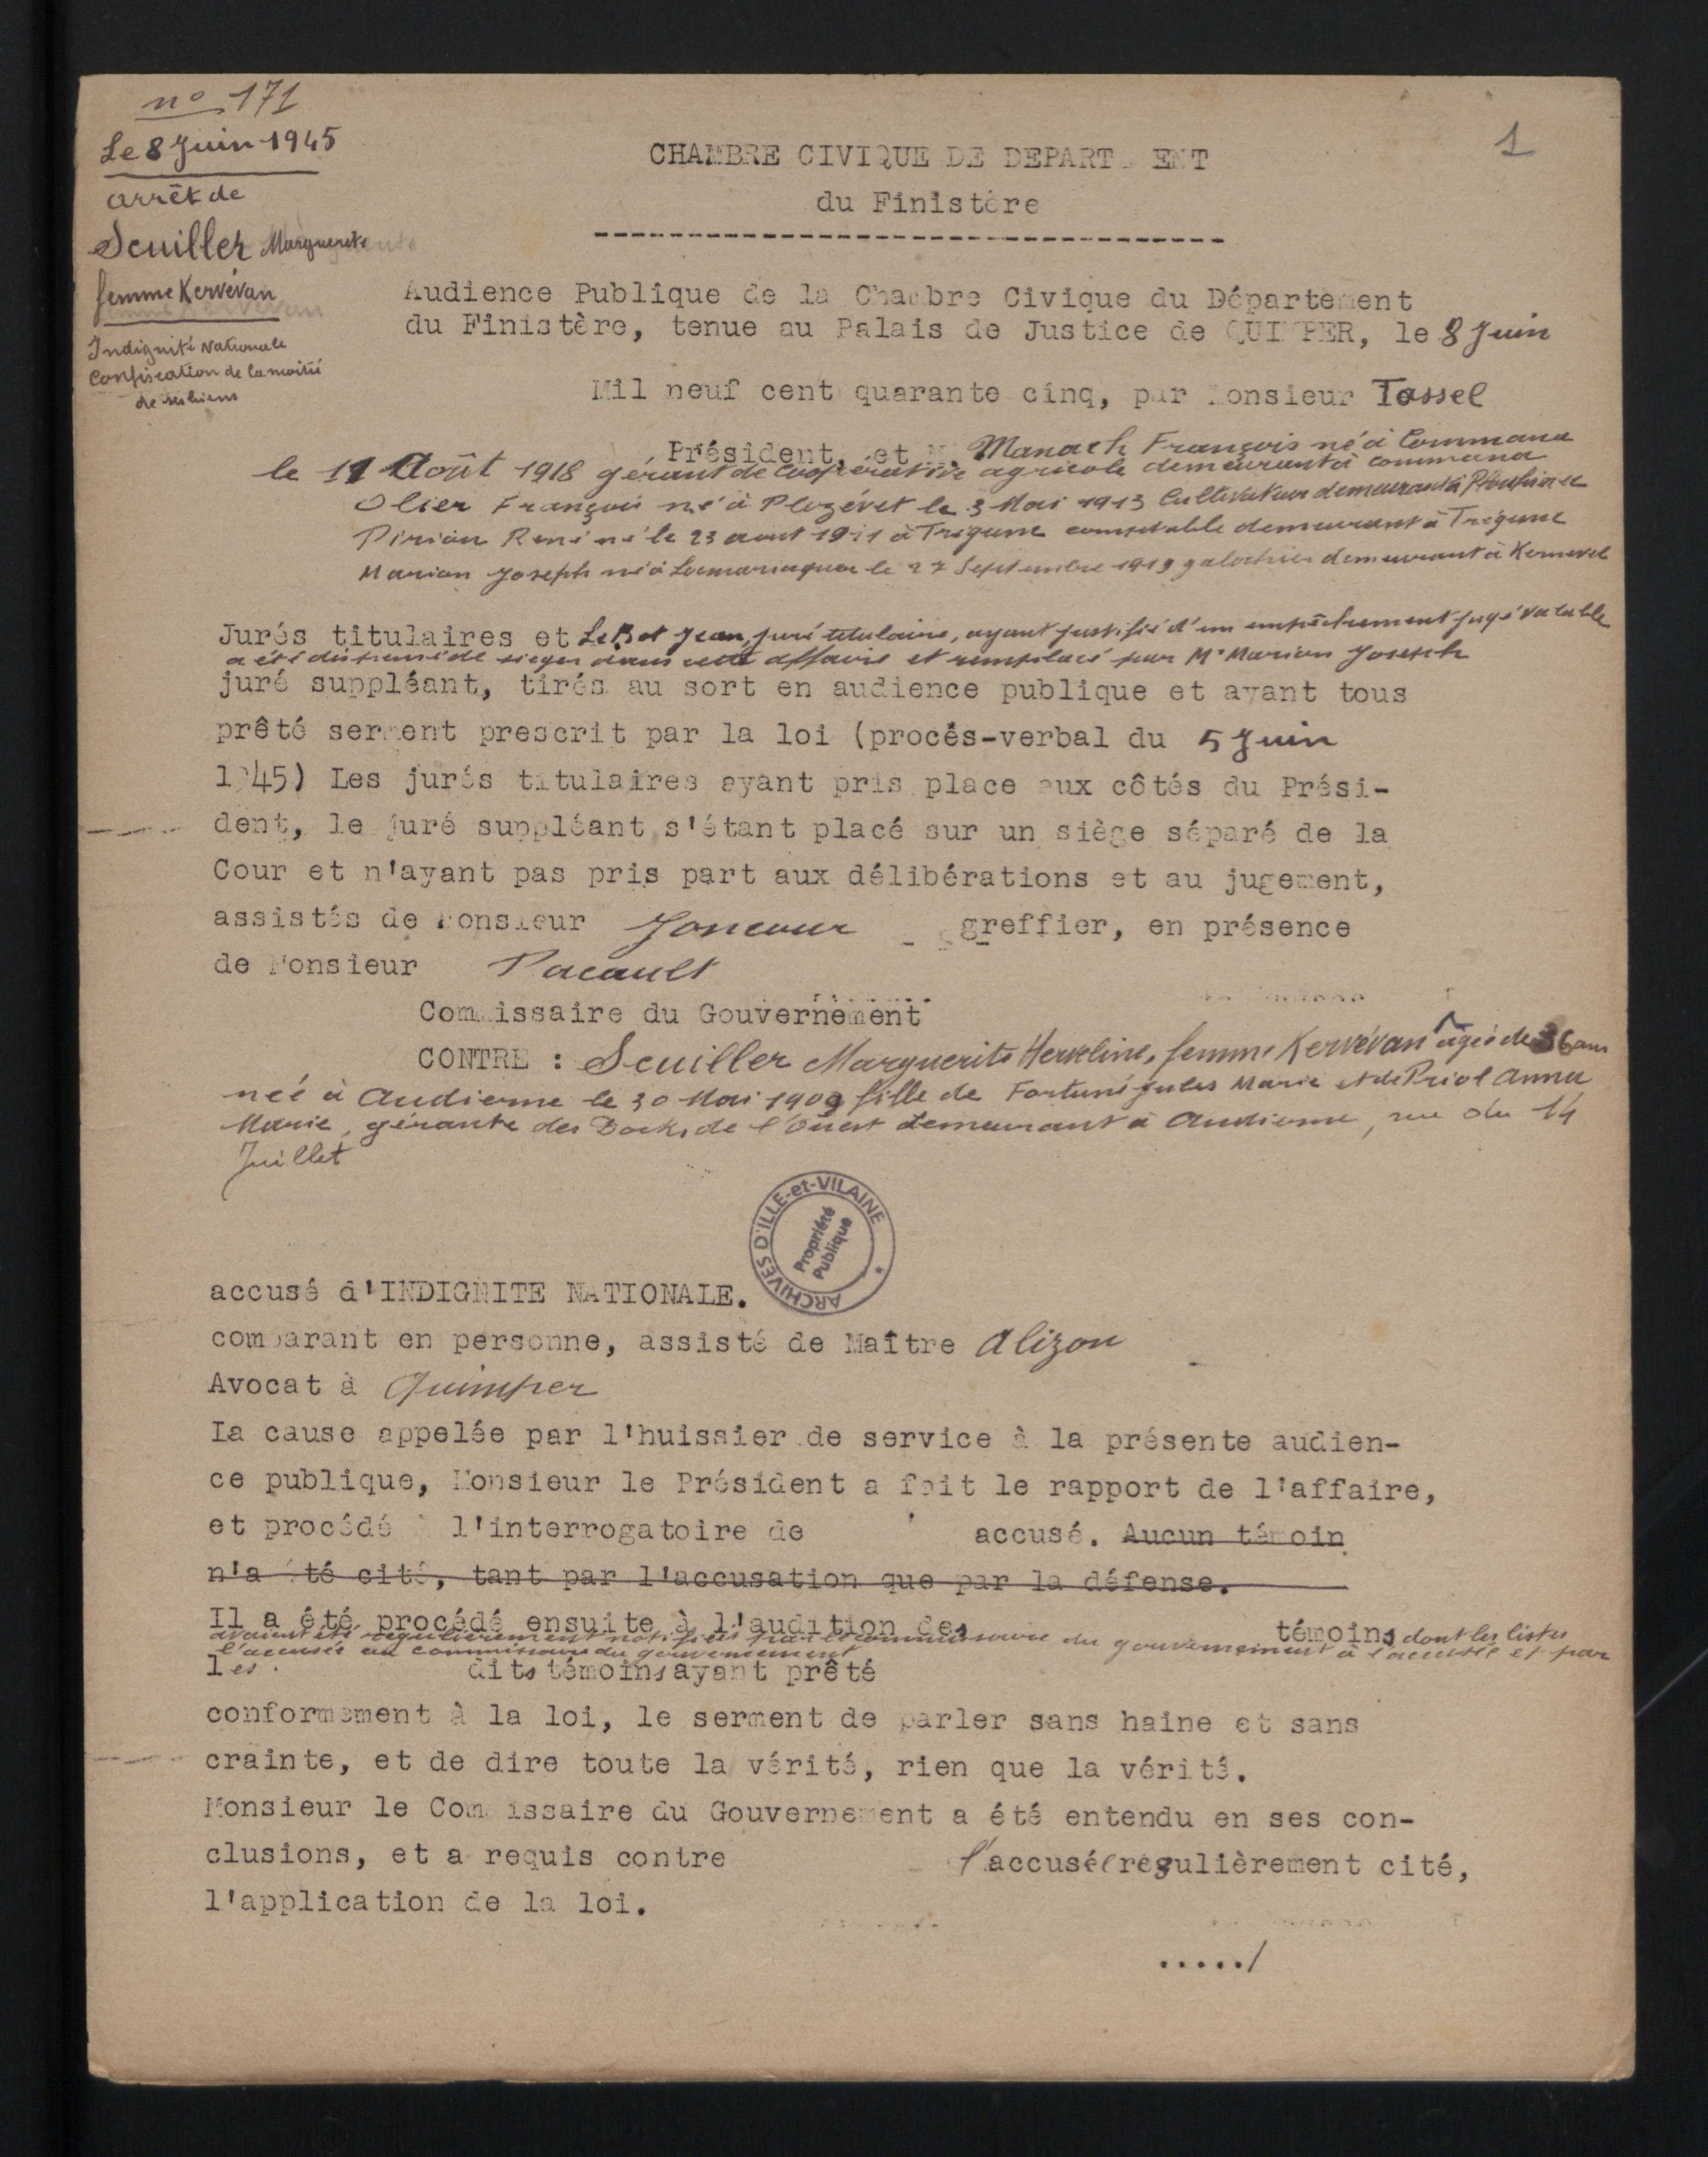 n° 171
Le 8 Juin 1945
arrêt de
Scuiller Marguerite
femme Kervévan
Indignité Nationale
Confiscation de la moitié
de ses biens
1
CHAMBRE CIVIQUE DE DEPART ENT
du Finistère
Audience Publique de la Chambre Civique du Département
du Finistère, tenue au Palais de Justice de QUIMPER, le 8 Juin
Mil neuf cent quarante cinq, par Monsieur Tassel
Président, et M. Manach François né à Commana
le 11 Août 1918 gérant de Coopérative agricole demeurant à Commana
Olier François né à Plozévet le 3 Mai 1913 Cultivateur demeurant à
Pirion René né le 23 aout 1911 à Trégunc comptable demeurant à Trégunc
Marion Joseph né à Locmariaquer le 27 Septembre 1919 galochier demeurant à Kernevel
Jurés titulaires et Le Bot Jean, juré titulaire, ayant justifié d'un empêchement jugé valable
a été dispensé de sieger dans cette affaire et remplacé par Mr Marion Joseph
juré suppléant, tirés au sort en audience publique et ayant tous
prêté serment prescrit par la loi (procés-verbal du 5 Juin
1945) Les jurés titulaires ayant pris place aux côtés du Prési-
dent, le juré suppléant s'étant placé sur un siège séparé de la
Cour et n'ayant pas pris part aux délibérations et au jugement,
assistés de Monsieur Joncour greffier, en présence
de Monsieur Pacault
Commissaire du Gouvernement
CONTRE : Scuiller Marguerite Herveline, femme Kervévan âgée de 36 ans
née à Audierne le 30 Mai 1909 fille de Fortuné Jules Marie et de Priol Anna
Marie, gérante des Docks de l'Ouest demeurant à Audierne, rue du 14
Juillet
ARCHIVES D'ILLE-et-VILAINE *
Propriété
Publique
accusé d'INDIGNITE NATIONALE.
comparant en personne, assisté de Maître Alizon
Avocat à Quimper
La cause appelée par l'huissier de service à la présente audien-
ce publique, Monsieur le Président a fait le rapport de l'affaire,
et procédé à l'interrogatoire de accusé. Aucun témoin
n'a été cité, tant par l'accusation que par la défense.
Il a été procédé ensuite à l'audition des témoins dont les listes
avaient été régulièrement notifiées par le commissaire du gouvernement à l'accusée et par
l'accusée au commissaire du gouvernement
les dits témoins ayant prêté
conformément à la loi, le serment de parler sans haine et sans
crainte, et de dire toute la vérité, rien que la vérité.
Monsieur le Commissaire du Gouvernement a été entendu en ses con-
clusions, et a requis contre l'accusée régulièrement cité,
l'application de la loi.
...../